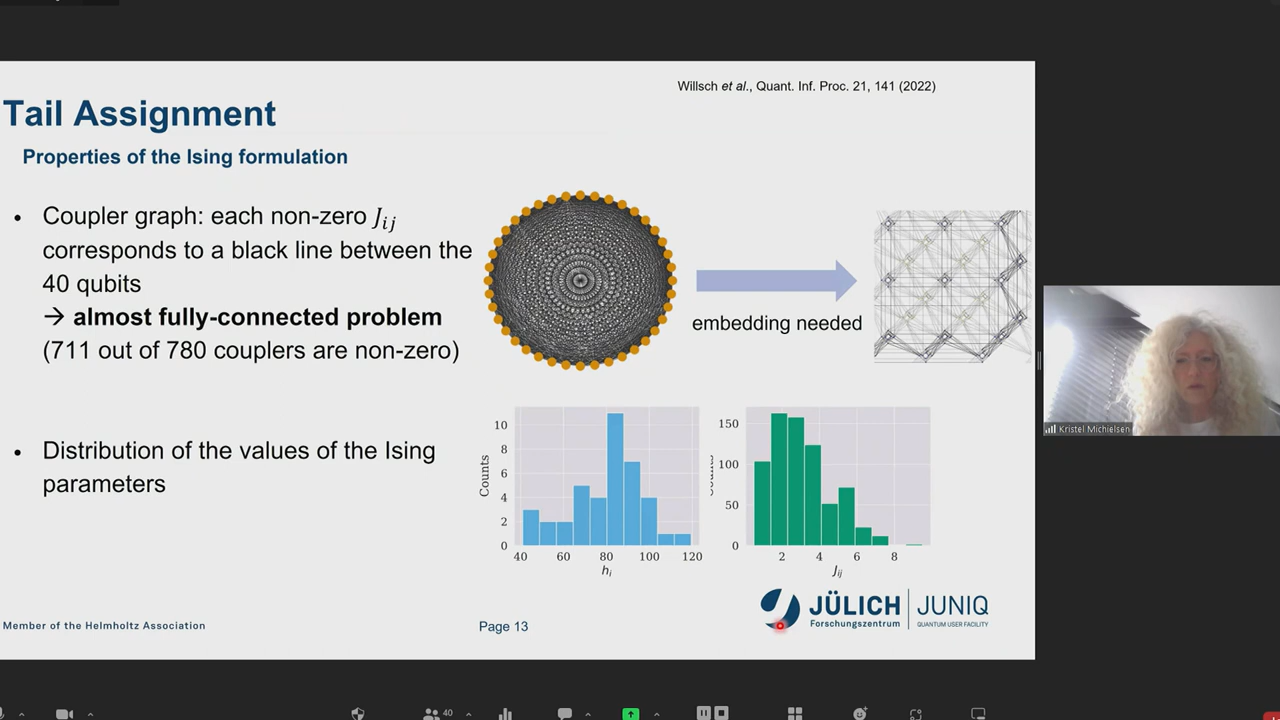 Willsch et al., Quant. Inf. Proc. 21, 141 (2022)
Tail Assignment
Properties of the Ising formulation
• Coupler graph: each non-zero J_ij
corresponds to a black line between the
40 qubits
→ almost fully-connected problem
(711 out of 780 couplers are non-zero)
embedding needed
• Distribution of the values of the Ising
parameters
Counts
10
8
6
4
2
0
40 60 80 100 120
h_i
150
100
50
0
2 4 6 8
J_ij
Kristel Michielsen
JÜLICH
Forschungszentrum
JUNIQ
QUANTUM USER FACILITY
Member of the Helmholtz Association
Page 13
40